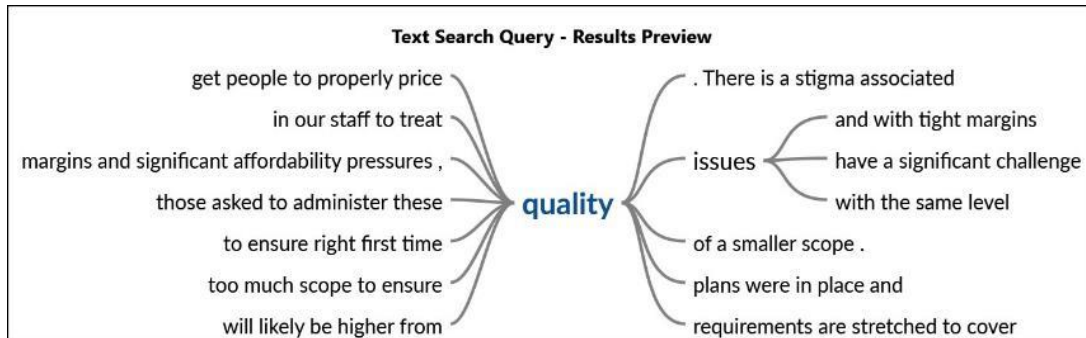 Text Search Query - Results Preview
get people to properly price
in our staff to treat
margins and significant affordability pressures ,
those asked to administer these
to ensure right first time
too much scope to ensure
will likely be higher from
quality
. There is a stigma associated
issues
and with tight margins
have a significant challenge
with the same level
of a smaller scope .
plans were in place and
requirements are stretched to cover